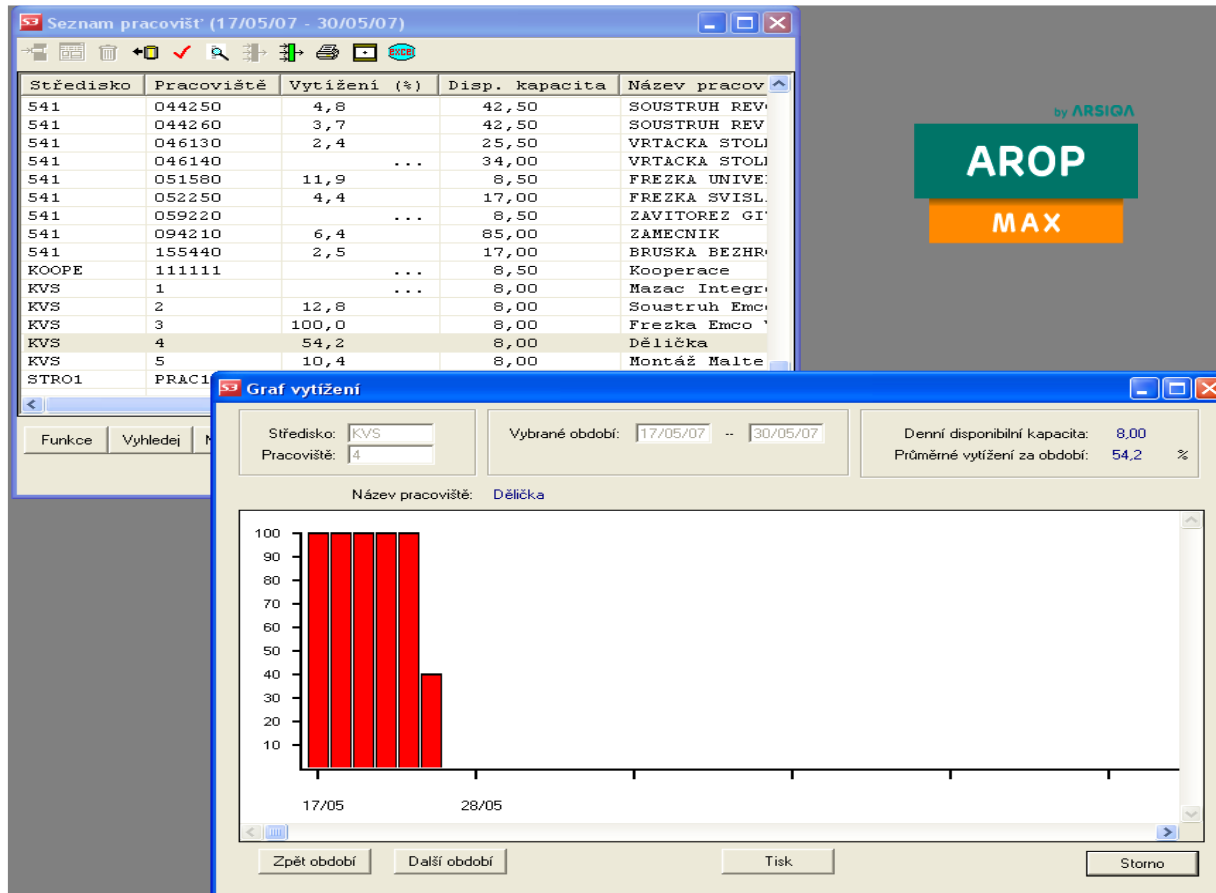 Seznam pracovišť (17/05/07 - 30/05/07)
EXCEL
Středisko Pracoviště Vytížení (%) Disp. kapacita Název pracov
541 044250 4,8 42,50 SOUSTRUH REV
541 044260 3,7 42,50 SOUSTRUH REV
541 046130 2,4 25,50 VRTACKA STOL
541 046140 ... 34,00 VRTACKA STOL
541 051580 11,9 8,50 FREZKA UNIVE
541 052250 4,4 17,00 FREZKA SVISL
541 059220 ... 8,50 ZAVITOREZ GI
541 094210 6,4 85,00 ZAMECNIK
541 155440 2,5 17,00 BRUSKA BEZHR
KOOPE 111111 ... 8,50 Kooperace
KVS 1 ... 8,00 Mazac Integr
KVS 2 12,8 8,00 Soustruh Emc
KVS 3 100,0 8,00 Frezka Emco
KVS 4 54,2 8,00 Dělička
KVS 5 10,4 8,00 Montáž Malte
STRO1 PRAC1
Funkce Vyhledej
by ARSIQA
AROP
MAX
Graf vytížení
Středisko: KVS Vybrané období: 17/05/07 -- 30/05/07 Denní disponibilní kapacita: 8,00
Pracoviště: 4 Průměrné vytížení za období: 54,2 %
Název pracoviště: Dělička
100
90
80
70
60
50
40
30
20
10
17/05 28/05
Zpět období Další období Tisk Storno